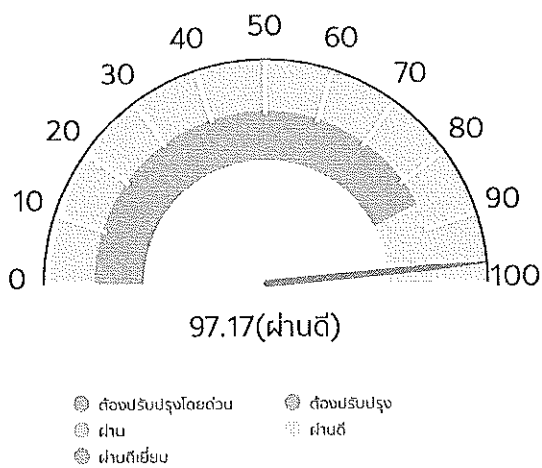 50
40 60
30 70
20 80
10 90
0 100
97.17(ผ่านดี)
ต้องปรับปรุงโดยด่วน ต้องปรับปรุง
ผ่าน ผ่านดี
ผ่านดีเยี่ยม